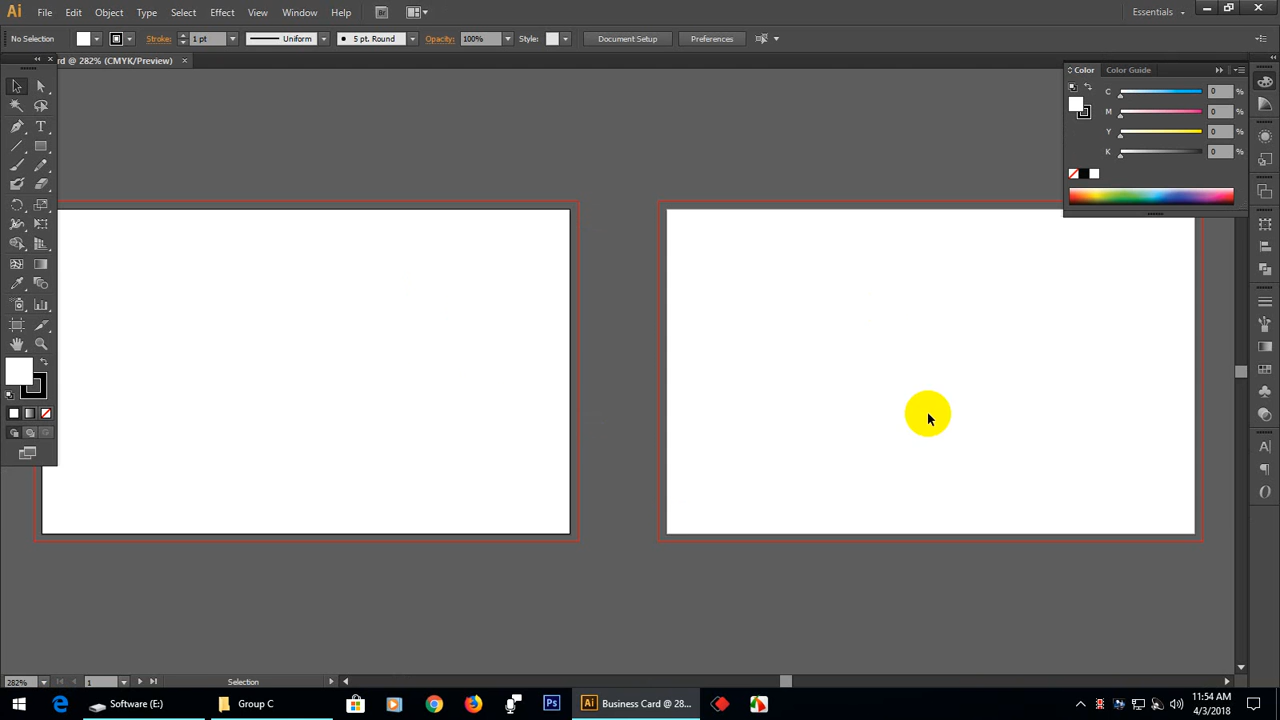 Ai File Edit Object Type Select Effect View Window Help Br Essentials
No Selection Stroke: 1 pt Uniform 5 pt. Round Opacity: 100% Style: Document Setup Preferences
rd @ 282% (CMYK/Preview)
Color Color Guide
C 0 %
M 0 %
Y 0 %
K 0 %
282% 1 Selection
Software (E:) Group C Ps Ai Business Card @ 28...
11:54 AM
4/3/2018